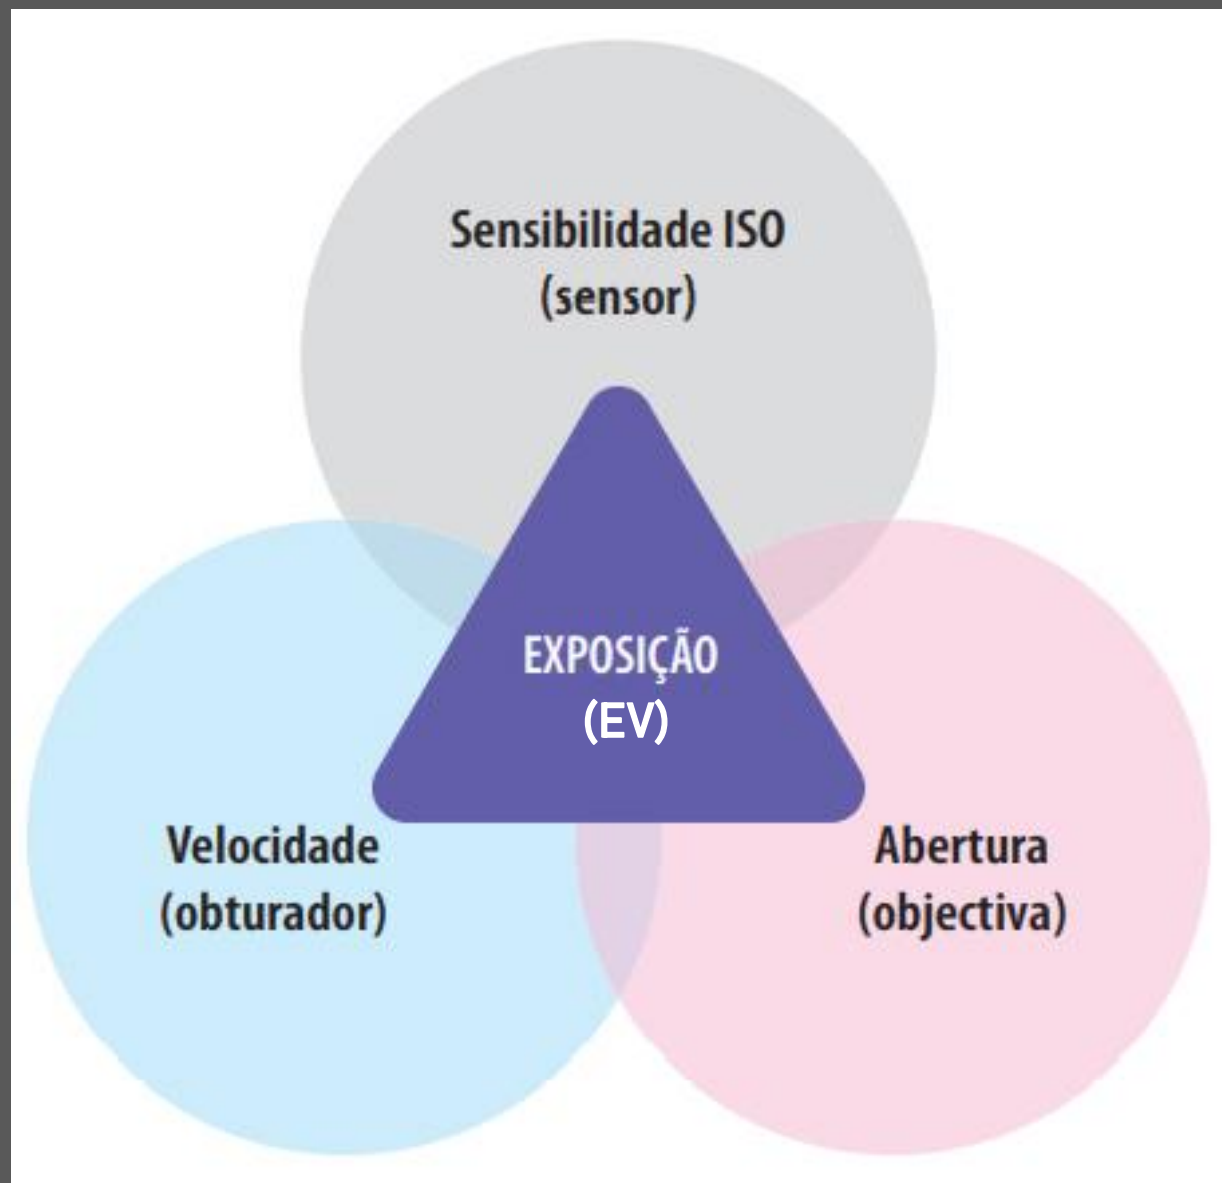 Sensibilidade ISO
(sensor)
EXPOSIÇÃO
(EV)
Velocidade
(obturador)
Abertura
(objectiva)